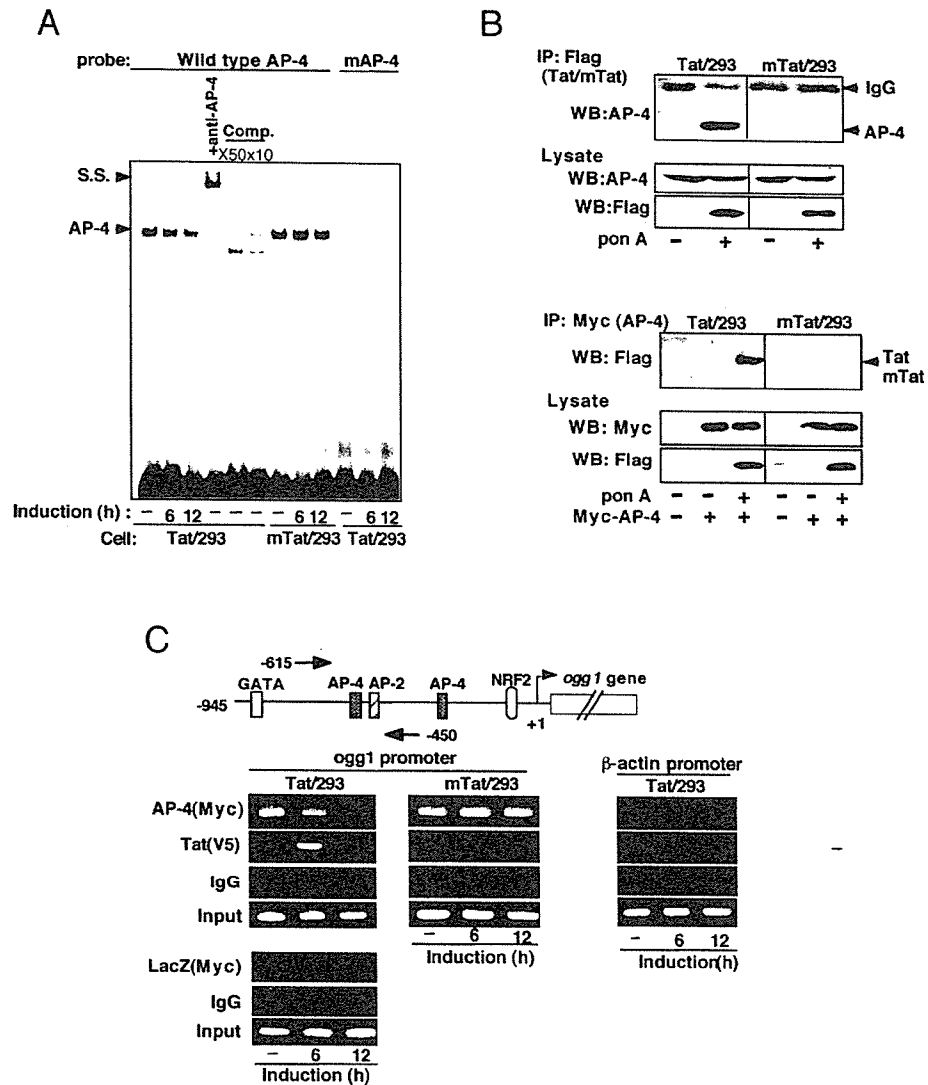 A
probe: Wild type AP-4 mAP-4
+anti-AP-4
Comp.
X50x10
S.S.
AP-4
Induction (h) : – 6 12 – – – – 6 12 – 6 12
Cell: Tat/293 mTat/293 Tat/293
B
IP: Flag
(Tat/mTat)
Tat/293 mTat/293
IgG
WB:AP-4
AP-4
Lysate
WB:AP-4
WB:Flag
pon A – + – +
IP: Myc (AP-4) Tat/293 mTat/293
WB: Flag
Tat
mTat
Lysate
WB: Myc
WB: Flag
pon A – – + – – +
Myc-AP-4 – + + – + +
C
-615
GATA AP-4 AP-2 AP-4 NRF2 ogg1 gene
-945
+1
-450
ogg1 promoter
Tat/293 mTat/293
β-actin promoter
Tat/293
AP-4(Myc)
Tat(V5)
IgG
Input
– 6 12
Induction (h)
– 6 12
Induction(h)
LacZ(Myc)
IgG
Input
– 6 12
Induction (h)
–